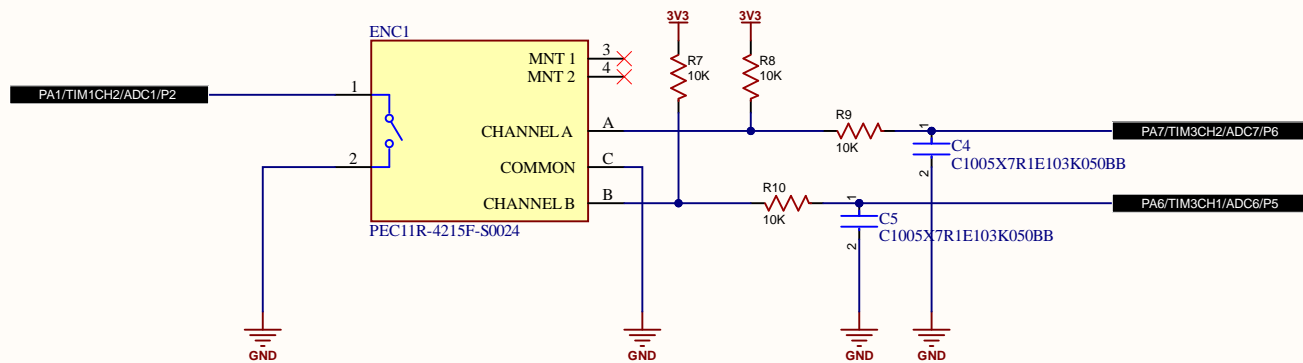 3V3
3V3
ENC1
MNT 1
3
R7
10K
R8
10K
MNT 2
4
PA1/TIM1CH2/ADC1/P2
1
CHANNEL A
A
R9
10K
1
PA7/TIM3CH2/ADC7/P6
C4
C1005X7R1E103K050BB
2
2
COMMON
C
CHANNEL B
B
R10
10K
1
PA6/TIM3CH1/ADC6/P5
C5
C1005X7R1E103K050BB
2
PEC11R-4215F-S0024
GND
GND
GND
GND